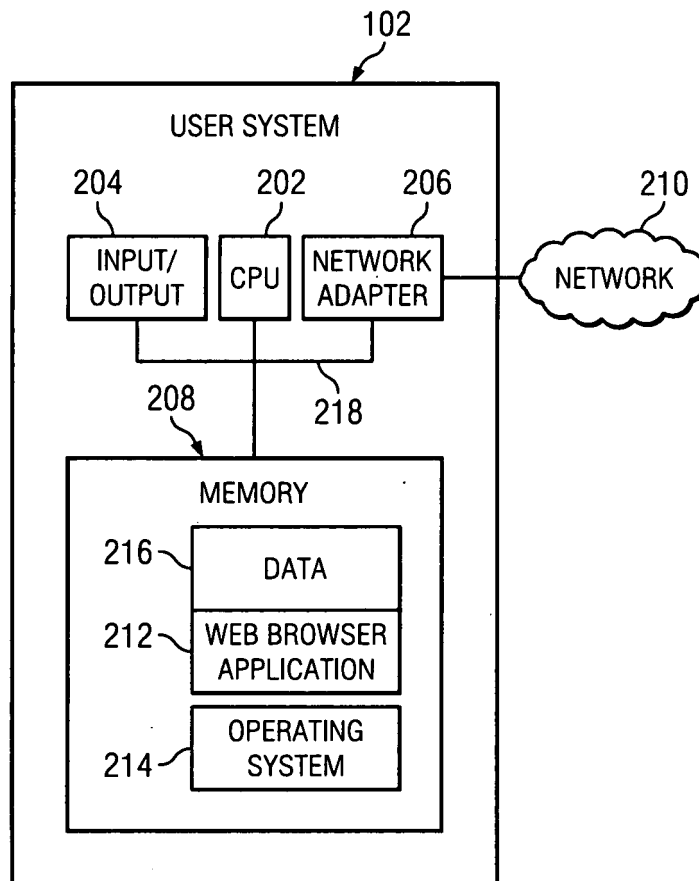 102
USER SYSTEM
204
202
206
210
INPUT/
OUTPUT
CPU
NETWORK
ADAPTER
NETWORK
218
208
MEMORY
216
DATA
212
WEB BROWSER
APPLICATION
214
OPERATING
SYSTEM